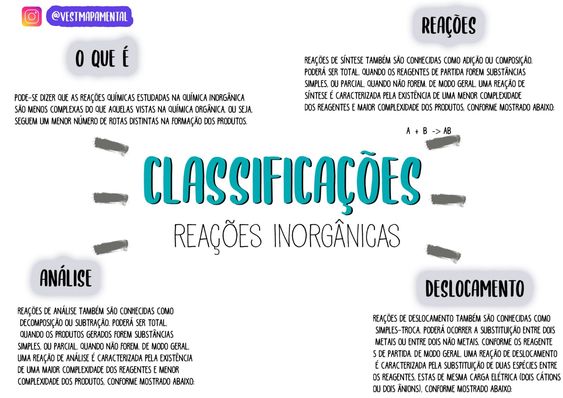 @VESTMAPAMENTAL
O QUE É
PODE-SE DIZER QUE AS REAÇÕES QUÍMICAS ESTUDADAS NA QUÍMICA INORGÂNICA
SÃO MENOS COMPLEXAS DO QUE AQUELAS VISTAS NA QUÍMICA ORGÂNICA, OU SEJA,
SEGUEM UM MENOR NÚMERO DE ROTAS DISTINTAS NA FORMAÇÃO DOS PRODUTOS.
REAÇÕES
REAÇÕES DE SÍNTESE TAMBÉM SÃO CONHECIDAS COMO ADIÇÃO OU COMPOSIÇÃO.
PODERÁ SER TOTAL, QUANDO OS REAGENTES DE PARTIDA FOREM SUBSTÂNCIAS
SIMPLES, OU PARCIAL, QUANDO NÃO FOREM. DE MODO GERAL, UMA REAÇÃO DE
SÍNTESE É CARACTERIZADA PELA EXISTÊNCIA DE UMA MENOR COMPLEXIDADE
DOS REAGENTES E MAIOR COMPLEXIDADE DOS PRODUTOS, CONFORME MOSTRADO ABAIXO:
A + B -> AB
CLASSIFICAÇÕES
REAÇÕES INORGÂNICAS
ANÁLISE
REAÇÕES DE ANÁLISE TAMBÉM SÃO CONHECIDAS COMO
DECOMPOSIÇÃO OU SUBTRAÇÃO. PODERÁ SER TOTAL,
QUANDO OS PRODUTOS GERADOS FOREM SUBSTÂNCIAS
SIMPLES, OU PARCIAL, QUANDO NÃO FOREM. DE MODO GERAL,
UMA REAÇÃO DE ANÁLISE É CARACTERIZADA PELA EXISTÊNCIA
DE UMA MAIOR COMPLEXIDADE DOS REAGENTES E MENOR
COMPLEXIDADE DOS PRODUTOS, CONFORME MOSTRADO ABAIXO:
DESLOCAMENTO
REAÇÕES DE DESLOCAMENTO TAMBÉM SÃO CONHECIDAS COMO
SIMPLES-TROCA. PODERÁ OCORRER A SUBSTITUIÇÃO ENTRE DOIS
METAIS OU ENTRE DOIS NÃO METAIS, CONFORME OS REAGENTE
S DE PARTIDA. DE MODO GERAL, UMA REAÇÃO DE DESLOCAMENTO
É CARACTERIZADA PELA SUBSTITUIÇÃO DE DUAS ESPÉCIES ENTRE
OS REAGENTES, ESTAS DE MESMA CARGA ELÉTRICA (DOIS CÁTIONS
OU DOIS ÂNIONS), CONFORME MOSTRADO ABAIXO: